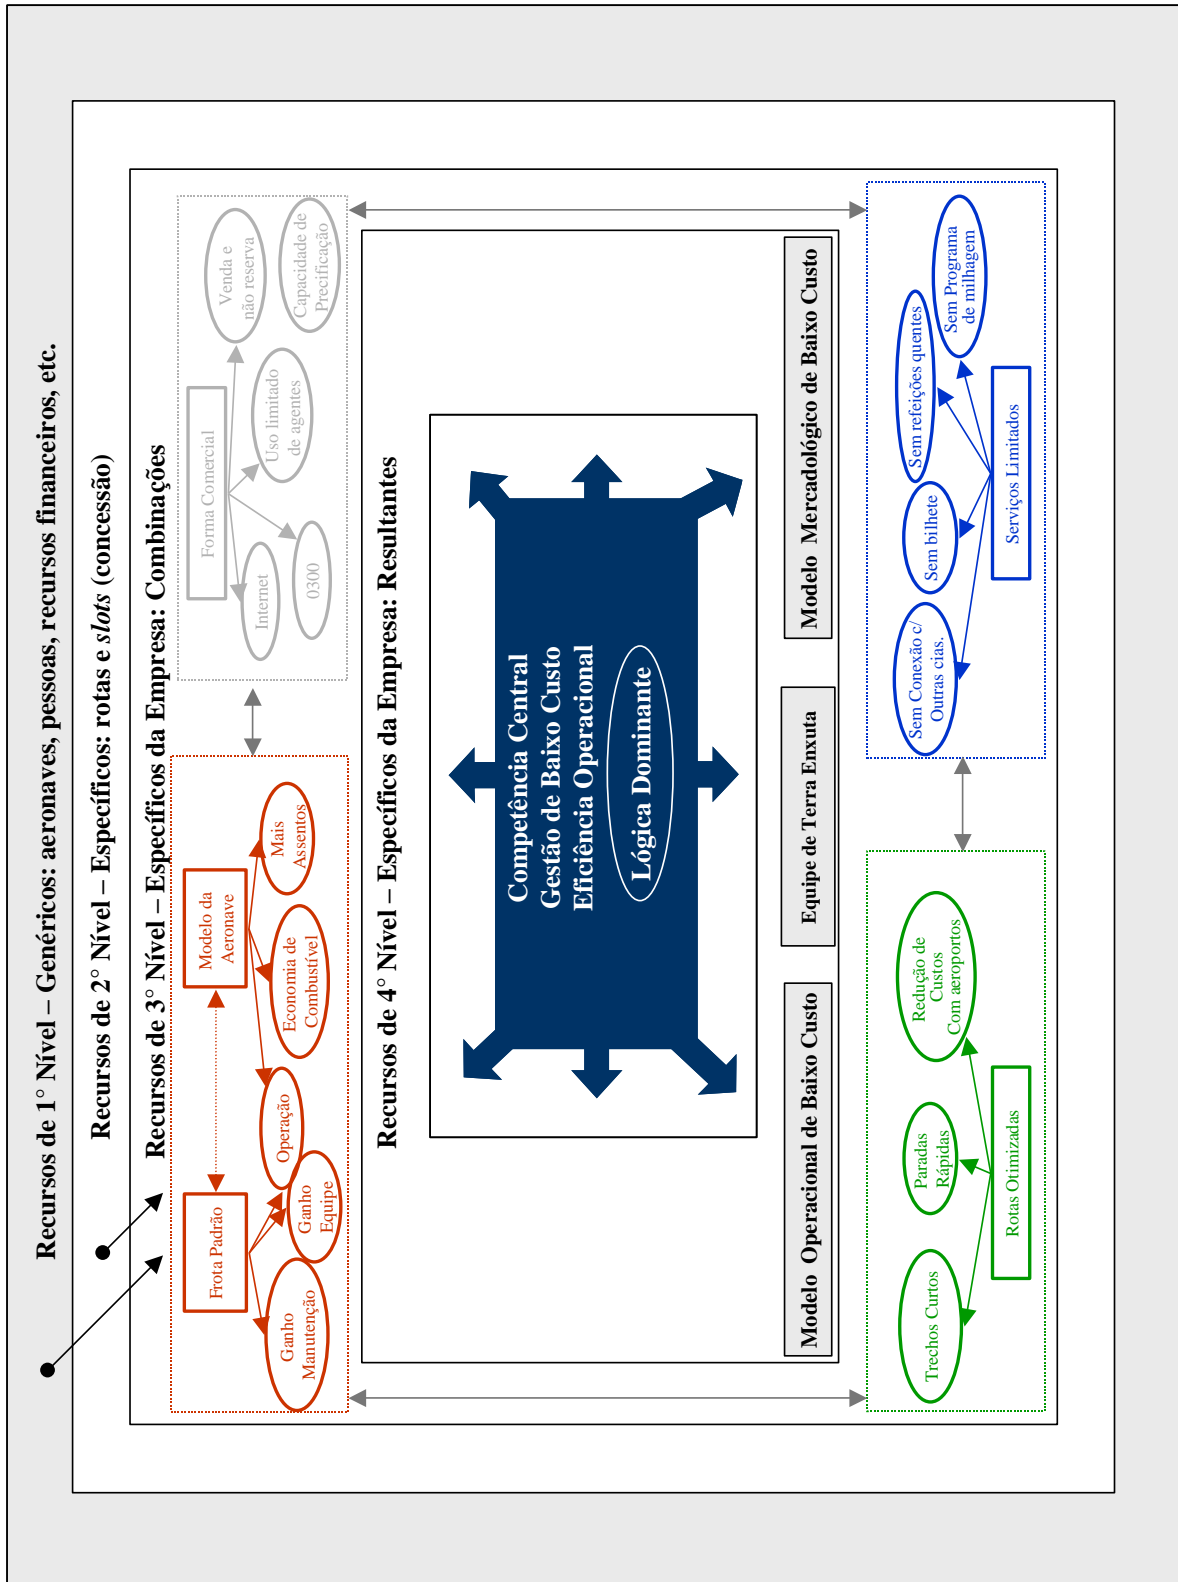 Recursos de 1° Nível – Genéricos: aeronaves, pessoas, recursos financeiros, etc.
Recursos de 2° Nível – Específicos: rotas e slots (concessão)
Recursos de 3° Nível – Específicos da Empresa: Combinações
Frota Padrão
Modelo da
Aeronave
Ganho
Manutenção
Ganho
Equipe
Operação
Economia de
Combustível
Mais
Assentos
Forma Comercial
Internet
0300
Uso limitado
de agentes
Venda e
não reserva
Capacidade de
Precificação
Recursos de 4° Nível – Específicos da Empresa: Resultantes
Competência Central
Gestão de Baixo Custo
Eficiência Operacional
Lógica Dominante
Modelo Operacional de Baixo Custo
Equipe de Terra Enxuta
Modelo Mercadológico de Baixo Custo
Trechos Curtos
Paradas
Rápidas
Redução de
Custos
Com aeroportos
Rotas Otimizadas
Sem Conexão c/
Outras cias.
Sem bilhete
Sem refeições quentes
Sem Programa
de milhagem
Serviços Limitados